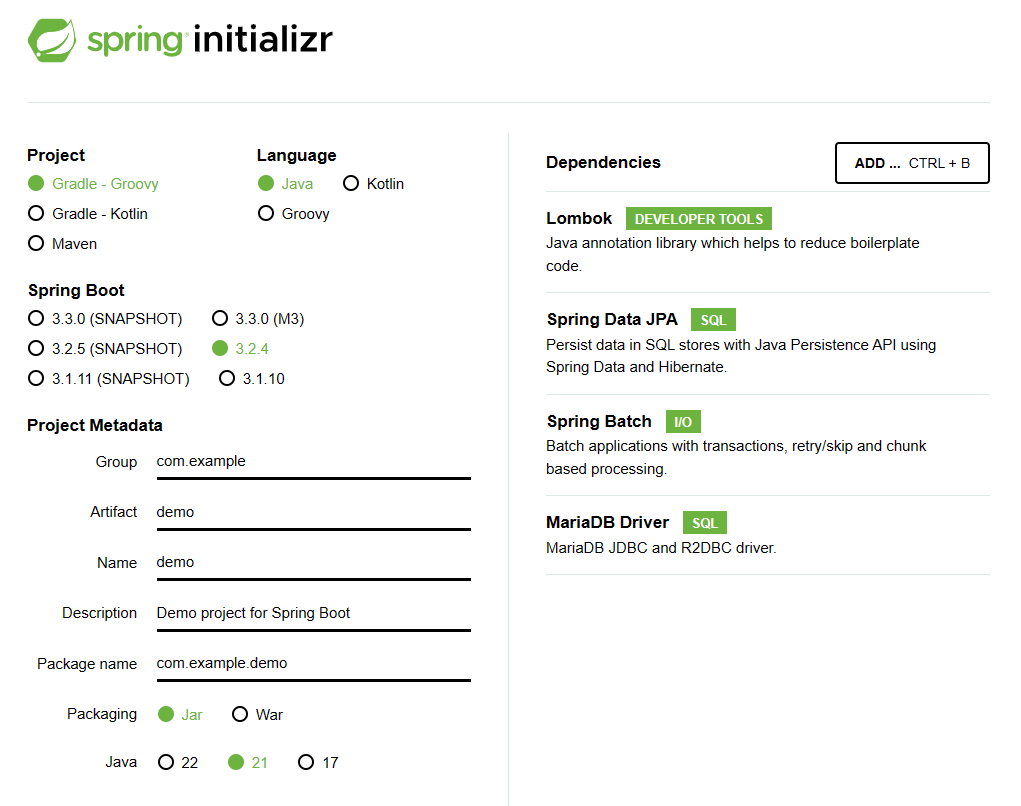 spring initializr
Project
Gradle - Groovy
Gradle - Kotlin
Maven
Language
Java Kotlin
Groovy
Spring Boot
3.3.0 (SNAPSHOT) 3.3.0 (M3)
3.2.5 (SNAPSHOT) 3.2.4
3.1.11 (SNAPSHOT) 3.1.10
Project Metadata
Group com.example
Artifact demo
Name demo
Description Demo project for Spring Boot
Package name com.example.demo
Packaging Jar War
Java 22 21 17
Dependencies ADD ... CTRL + B
Lombok DEVELOPER TOOLS
Java annotation library which helps to reduce boilerplate
code.
Spring Data JPA SQL
Persist data in SQL stores with Java Persistence API using
Spring Data and Hibernate.
Spring Batch I/O
Batch applications with transactions, retry/skip and chunk
based processing.
MariaDB Driver SQL
MariaDB JDBC and R2DBC driver.